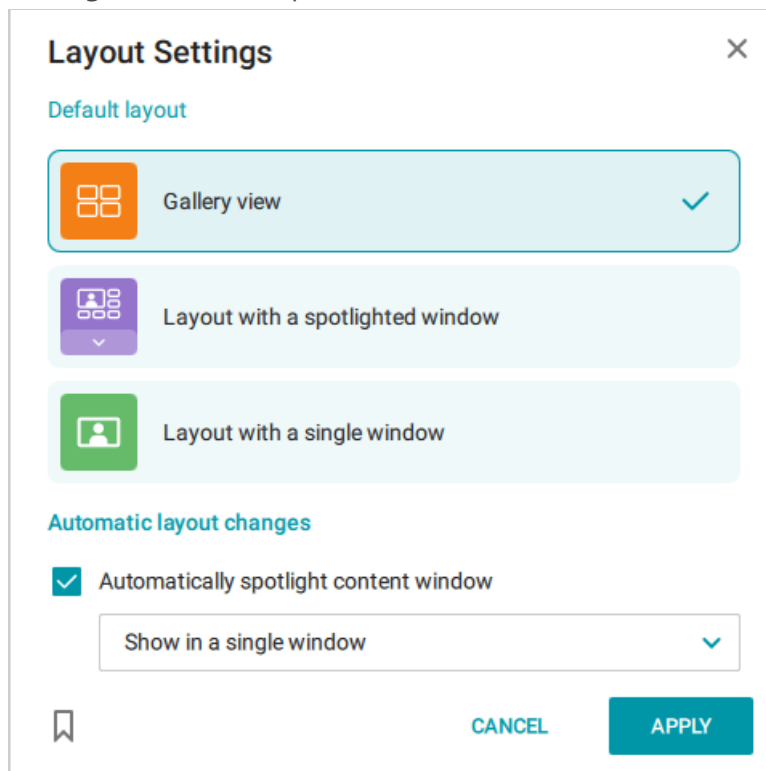 Layout Settings
Default layout
Gallery view
Layout with a spotlighted window
Layout with a single window
Automatic layout changes
Automatically spotlight content window
Show in a single window
CANCEL APPLY